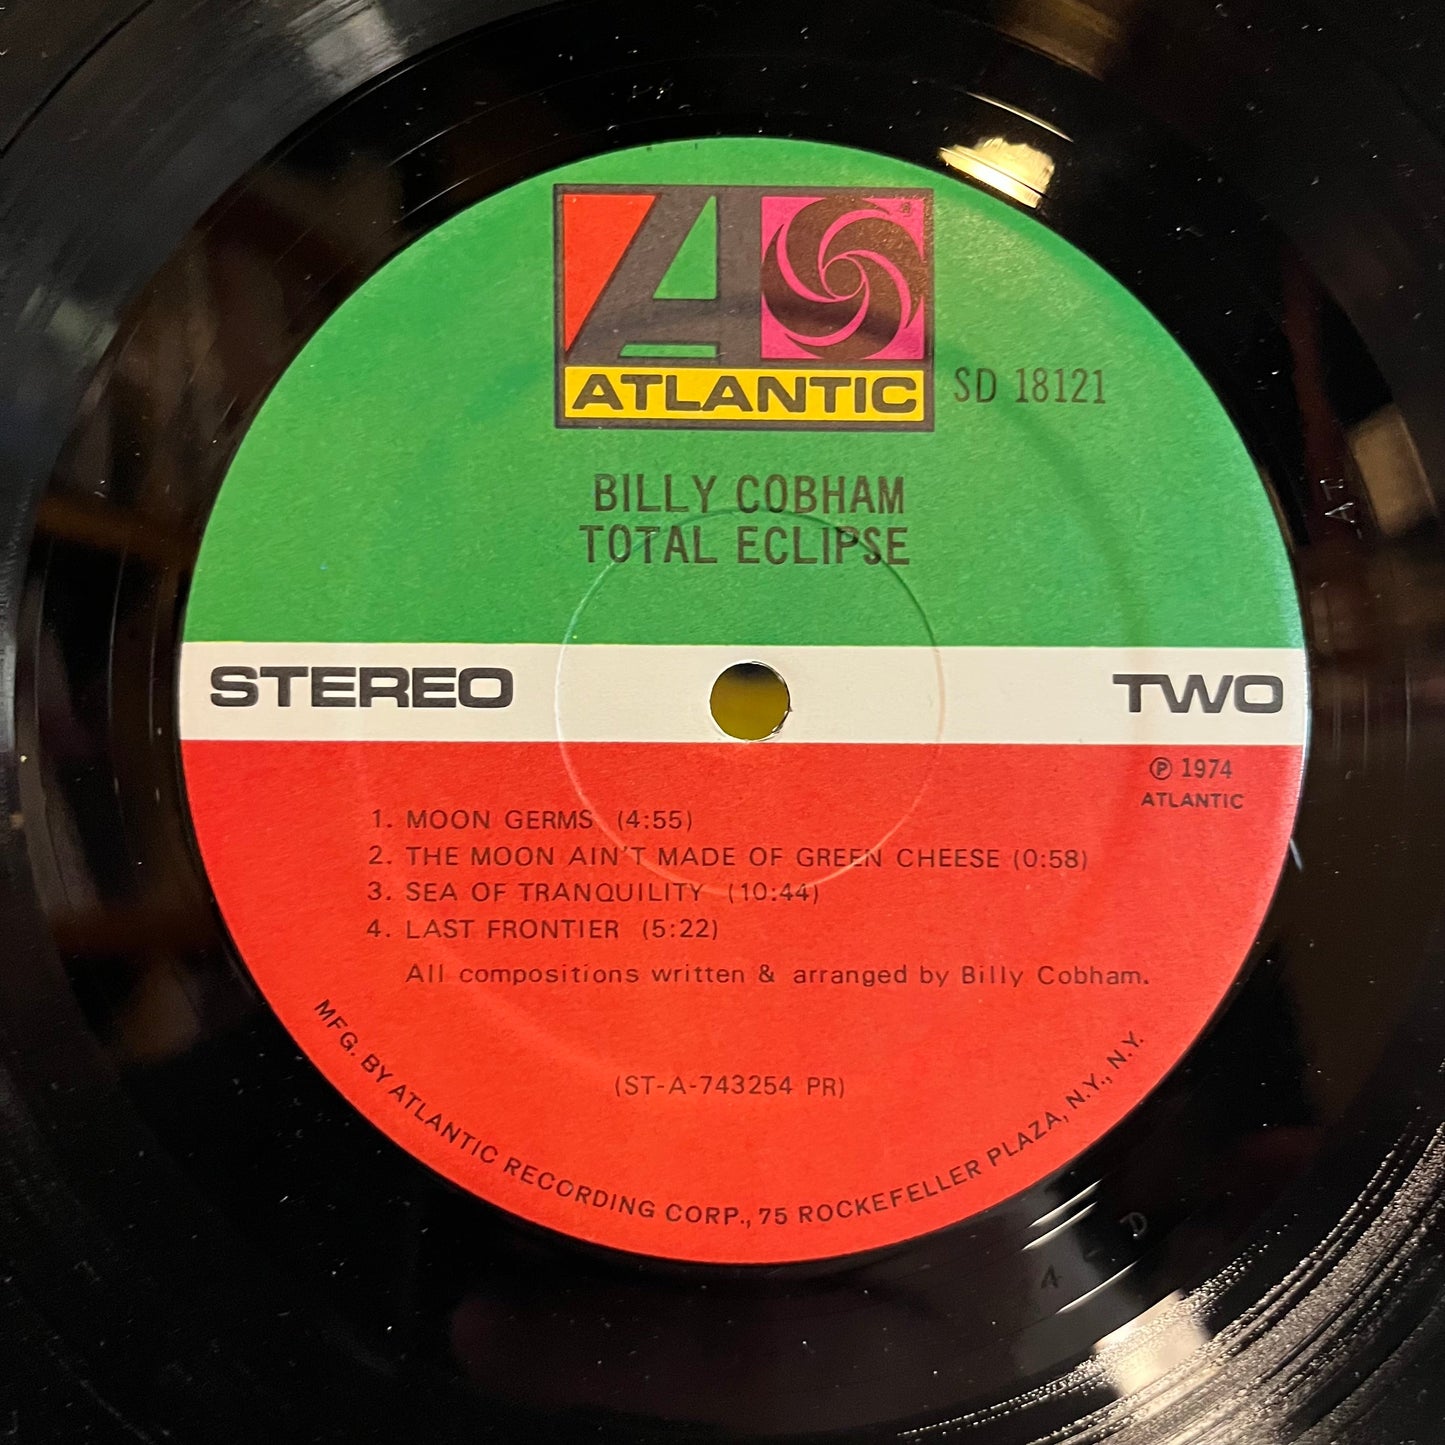 ATLANTIC
SD 18121
BILLY COBHAM
TOTAL ECLIPSE
STEREO
TWO
℗ 1974
ATLANTIC
1. MOON GERMS (4:55)
2. THE MOON AIN'T MADE OF GREEN CHEESE (0:58)
3. SEA OF TRANQUILITY (10:44)
4. LAST FRONTIER (5:22)
All compositions written & arranged by Billy Cobham.
(ST-A-743254 PR)
MFG. BY ATLANTIC RECORDING CORP., 75 ROCKEFELLER PLAZA, N.Y., N.Y.